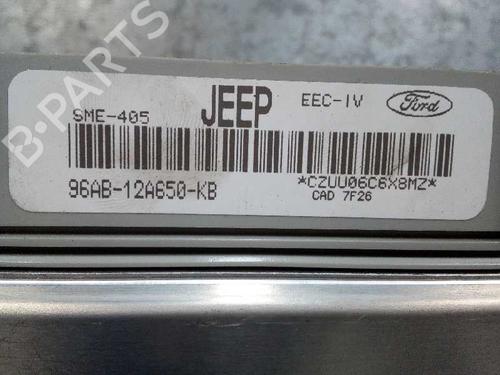 B-PARTS
SME-405 JEEP EEC-IV Ford
96AB-12A650-KB *CZUU06C6X8MZ*
CAD 7F26